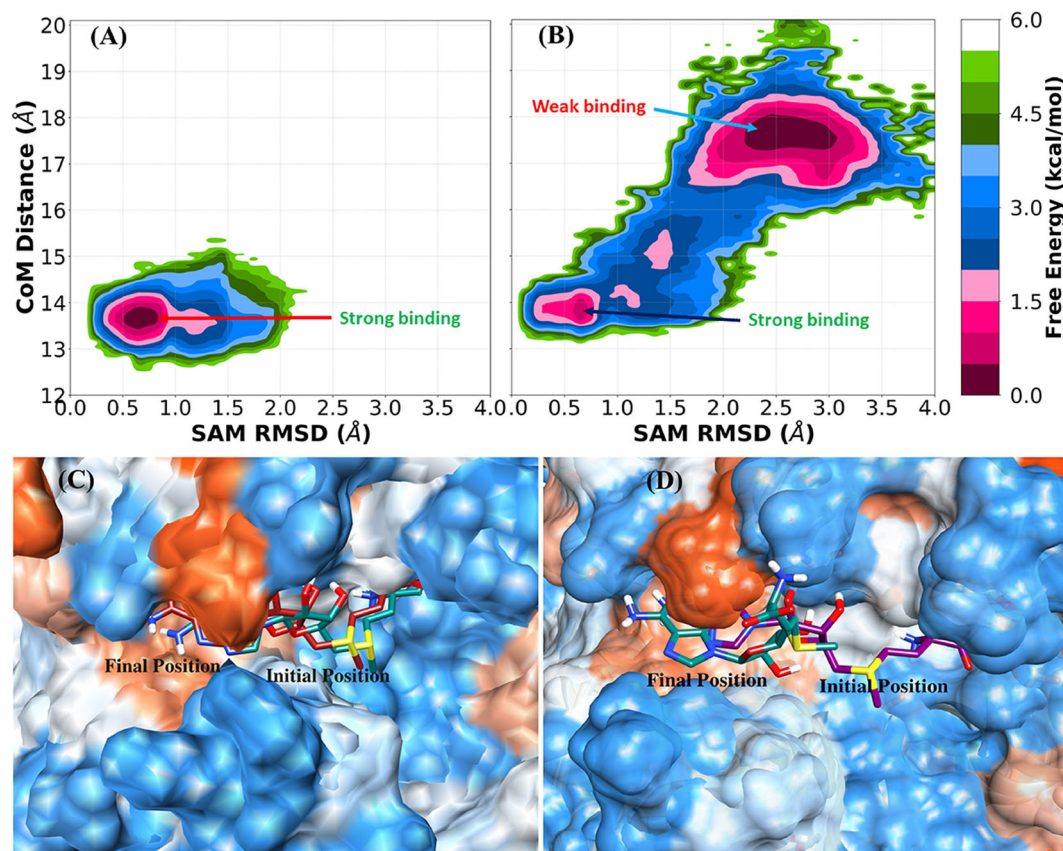 (A)
(B)
20
19
18
17
16
15
14
13
12
CoM Distance (Å)
Weak binding
Strong binding
Strong binding
6.0
4.5
3.0
1.5
0.0
Free Energy (kcal/mol)
0.0 0.5 1.0 1.5 2.0 2.5 3.0 3.5 4.0
0.0 0.5 1.0 1.5 2.0 2.5 3.0 3.5 4.0
SAM RMSD (Å)
SAM RMSD (Å)
(C)
(D)
Final Position
Initial Position
Final Position
Initial Position